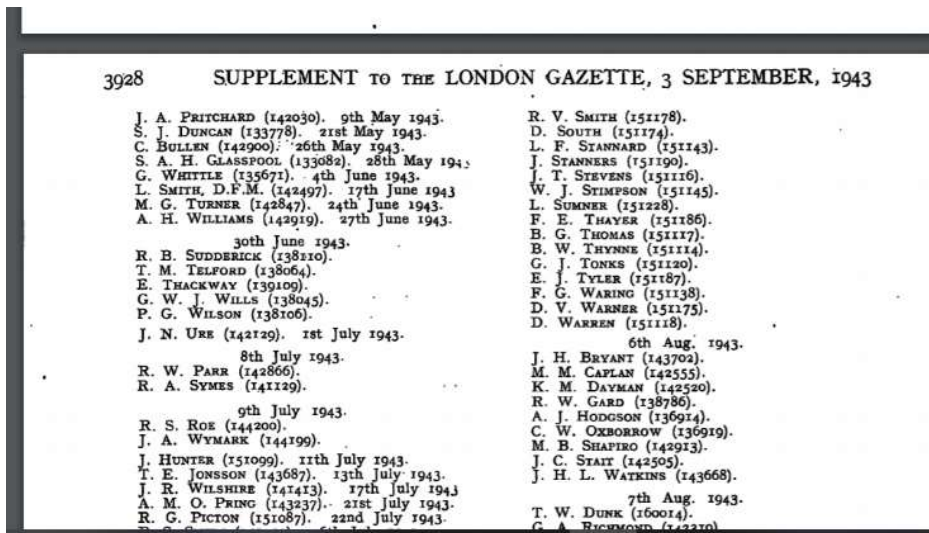 3928 SUPPLEMENT TO THE LONDON GAZETTE, 3 SEPTEMBER, 1943
J. A. PRITCHARD (142030). 9th May 1943.
S. J. DUNCAN (133778). 21st May 1943.
C. BULLEN (142900). 26th May 1943.
S. A. H. GLASSPOOL (133082). 28th May
G. WHITTLE (135671). 4th June 1943.
L. SMITH, D.F.M. (142497). 17th June 1943
M. G. TURNER (142847). 24th June 1943.
A. H. WILLIAMS (142919). 27th June 1943.
30th June 1943.
R. B. SUDDERICK (138110).
T. M. TELFORD (138064).
E. THACKWAY (139109).
G. W. J. WILLS (138045).
P. G. WILSON (138106).
J. N. URE (142129). 1st July 1943.
8th July 1943.
R. W. PARR (142866).
R. A. SYMES (141129).
9th July 1943.
R. S. ROE (144200).
J. A. WYMARK (144199).
J. HUNTER (151099). 11th July 1943.
T. E. JONSSON (143687). 13th July 1943.
J. R. WILSHIRE (141413). 17th July 1943
A. M. O. PRING (143237). 21st July 1943.
R. G. PICTON (151087). 22nd July 1943.
R. V. SMITH (151178).
D. SOUTH (151174).
L. F. STANNARD (151143).
J. STANNERS (151190).
J. T. STEVENS (151116).
W. J. STIMPSON (151145).
L. SUMNER (151228).
F. E. THAYER (151186).
B. G. THOMAS (151117).
B. W. THYNNE (151114).
G. J. TONKS (151120).
E. J. TYLER (151187).
F. G. WARING (151138).
D. V. WARNER (151175).
D. WARREN (151118).
6th Aug. 1943.
J. H. BRYANT (143702).
M. M. CAPLAN (142555).
K. M. DAYMAN (142520).
R. W. GARD (138786).
A. J. HODGSON (136914).
C. W. OXBORROW (136919).
M. B. SHAPIRO (142913).
J. C. STAIT (142505).
J. H. L. WATKINS (143668).
7th Aug. 1943.
T. W. DUNK (160014).
G. A. RICHMOND